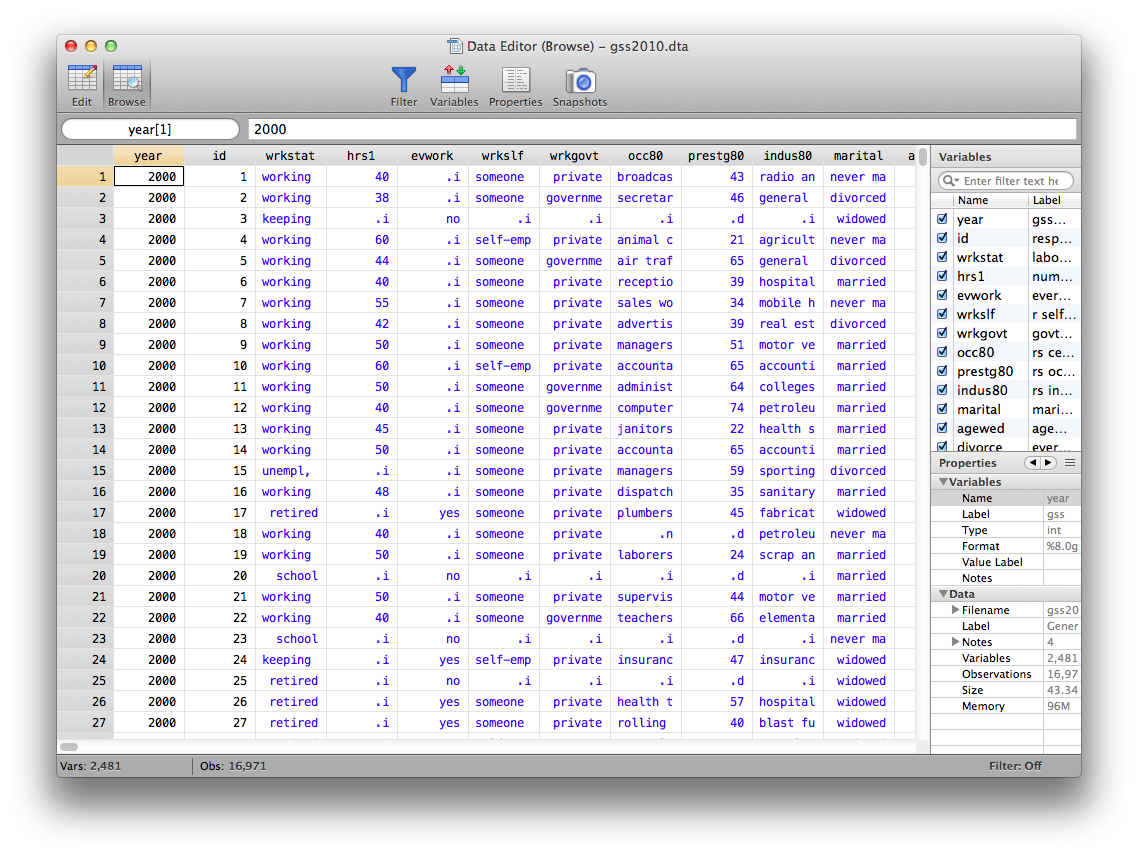 Data Editor (Browse) – gss2010.dta
Edit Browse Filter Variables Properties Snapshots
year[1] 2000
year id wrkstat hrs1 evwork wrkslf wrkgovt occ80 prestg80 indus80 marital a
1 2000 1 working 40 .i someone private broadcas 43 radio an never ma
2 2000 2 working 38 .i someone governme secretar 46 general divorced
3 2000 3 keeping .i no .i .i .i .d .i widowed
4 2000 4 working 60 .i self-emp private animal c 21 agricult never ma
5 2000 5 working 44 .i someone governme air traf 65 general divorced
6 2000 6 working 40 .i someone private receptio 39 hospital married
7 2000 7 working 55 .i someone private sales wo 34 mobile h never ma
8 2000 8 working 42 .i someone private advertis 39 real est divorced
9 2000 9 working 50 .i someone private managers 51 motor ve married
10 2000 10 working 60 .i self-emp private accounta 65 accounti married
11 2000 11 working 50 .i someone governme administ 64 colleges married
12 2000 12 working 40 .i someone governme computer 74 petroleu married
13 2000 13 working 45 .i someone private janitors 22 health s married
14 2000 14 working 50 .i someone private accounta 65 accounti married
15 2000 15 unempl, .i .i someone private managers 59 sporting divorced
16 2000 16 working 48 .i someone private dispatch 35 sanitary married
17 2000 17 retired .i yes someone private plumbers 45 fabricat widowed
18 2000 18 working 40 .i someone private .n .d petroleu never ma
19 2000 19 working 50 .i someone private laborers 24 scrap an married
20 2000 20 school .i no .i .i .i .d .i married
21 2000 21 working 50 .i someone private supervis 44 motor ve married
22 2000 22 working 40 .i someone governme teachers 66 elementa married
23 2000 23 school .i no .i .i .i .d .i never ma
24 2000 24 keeping .i yes self-emp private insuranc 47 insuranc widowed
25 2000 25 retired .i no .i .i .i .d .i widowed
26 2000 26 retired .i yes someone private health t 57 hospital widowed
27 2000 27 retired .i yes someone private rolling 40 blast fu widowed
Variables
Enter filter text he
Name Label
year gss...
id resp...
wrkstat labo...
hrs1 num...
evwork ever...
wrkslf r self...
wrkgovt govt...
occ80 rs ce...
prestg80 rs oc...
indus80 rs in...
marital mari...
agewed age...
divorce ever...
Properties
Variables
Name year
Label gss
Type int
Format %8.0g
Value Label
Notes
Data
Filename gss20
Label Gener
Notes 4
Variables 2,481
Observations 16,97
Size 43.34
Memory 96M
Vars: 2,481 Obs: 16,971 Filter: Off